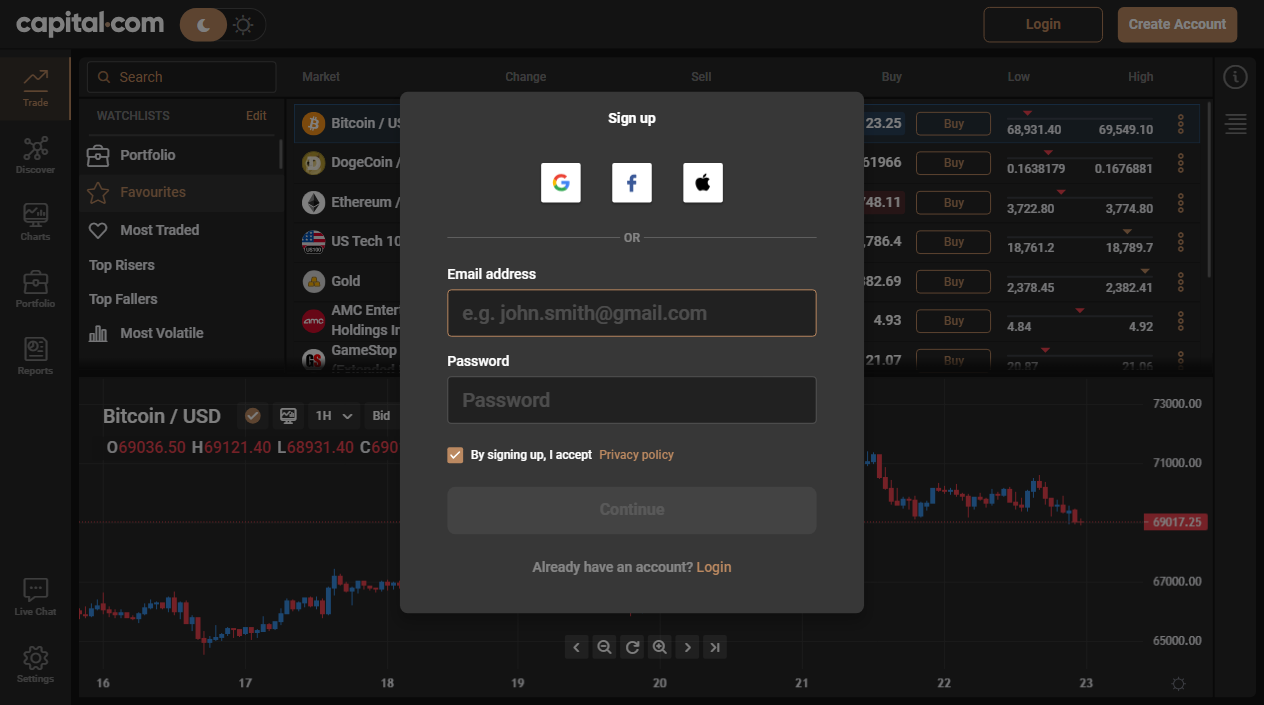 capital.com
Login
Create Account
Trade
Discover
Charts
Portfolio
Reports
Live Chat
Settings
Search
WATCHLISTS
Edit
Portfolio
Favourites
Most Traded
Top Risers
Top Fallers
Most Volatile
Market Change Sell Buy Low High
Bitcoin / US
23.25 Buy 68,931.40 69,549.10
DogeCoin /
61966 Buy 0.1638179 0.1676881
Ethereum /
748.11 Buy 3,722.80 3,774.80
US Tech 10
,786.4 Buy 18,761.2 18,789.7
Gold
382.69 Buy 2,378.45 2,382.41
amc
AMC Enter
Holdings In
4.93 Buy 4.84 4.92
GameStop
(Extended
21.07 Buy 20.87 21.06
Sign up
OR
Email address
e.g. john.smith@gmail.com
Password
Password
By signing up, I accept Privacy policy
Continue
Already have an account? Login
Bitcoin / USD
1H
Bid
O69036.50 H69121.40 L68931.40 C690
73000.00
71000.00
69017.25
67000.00
65000.00
16 17 18 19 20 21 22 23